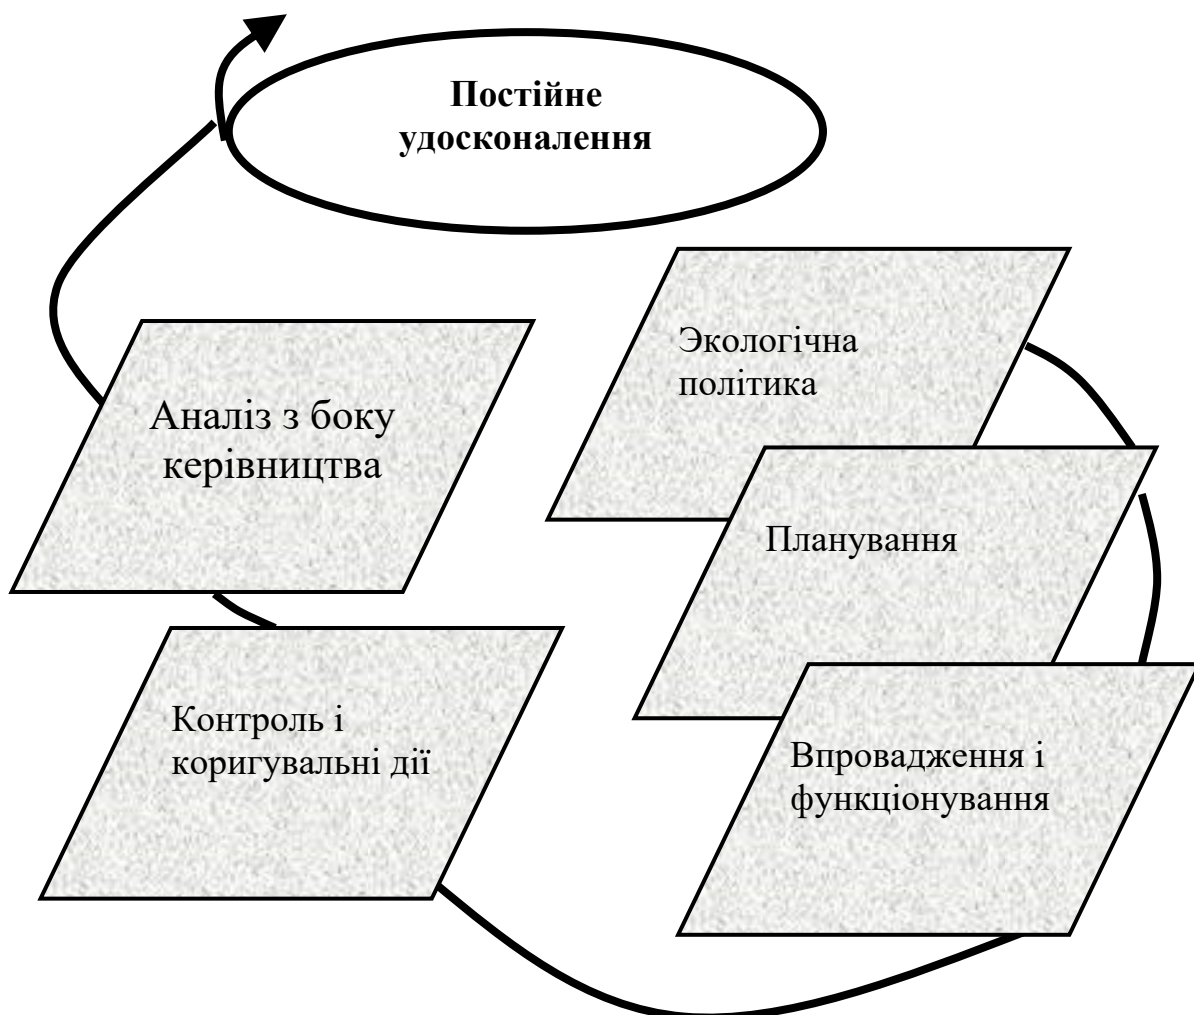 Постійне
удосконалення
Экологічна
політика
Аналіз з боку
керівництва
Планування
Контроль і
коригувальні дії
Впровадження і
функціонування